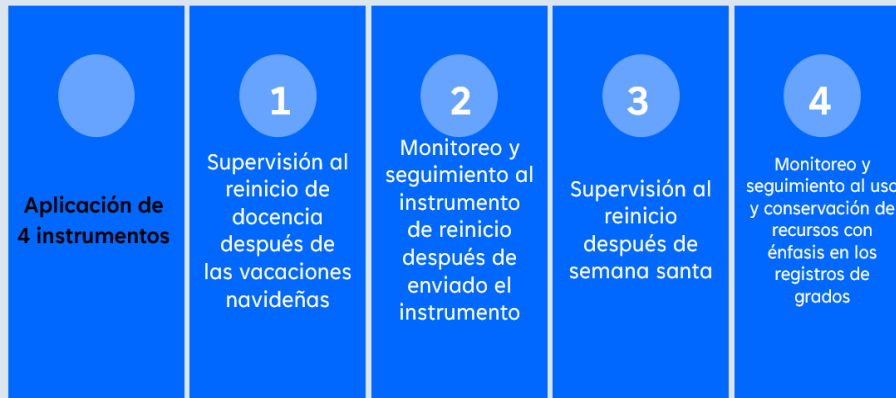 Aplicación de
4 instrumentos
1
Supervisión al
reinicio de
docencia
después de
las vacaciones
navideñas
2
Monitoreo y
seguimiento al
instrumento
de reinicio
después de
enviado el
instrumento
3
Supervisión al
reinicio
después de
semana santa
4
Monitoreo y
seguimiento al uso
y conservación de
recursos con
énfasis en los
registros de
grados